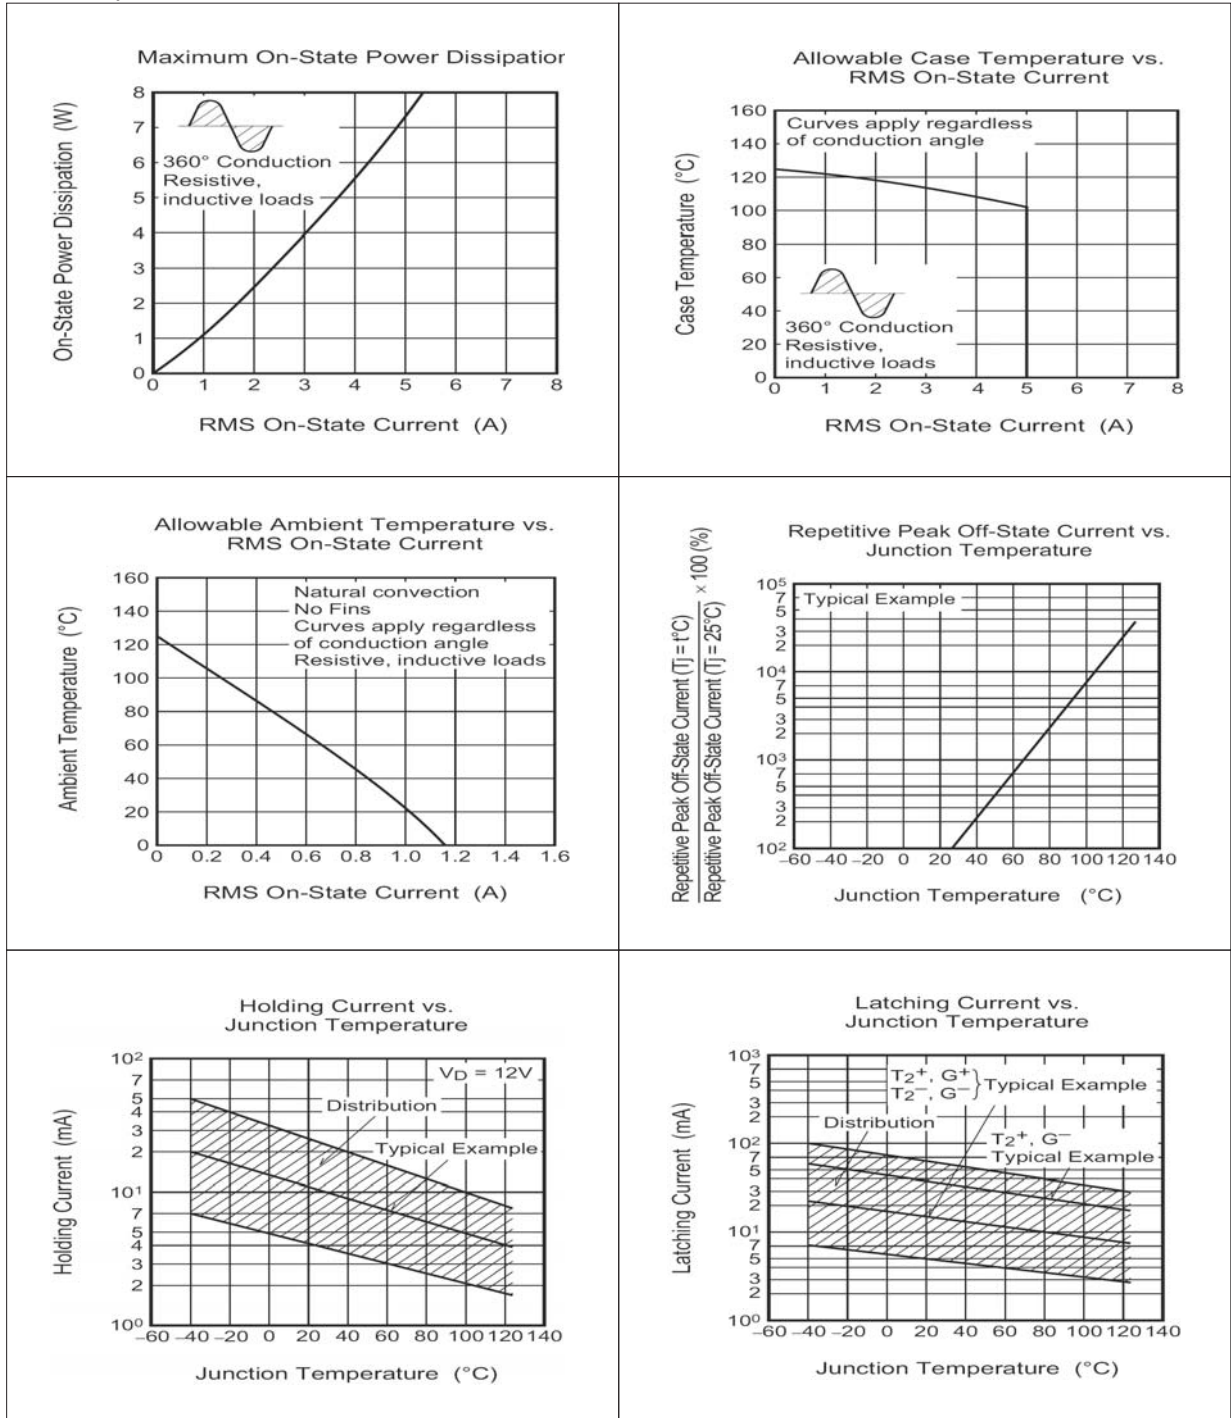 Maximum On-State Power Dissipation
On-State Power Dissipation (W)
8
7
6
5
4
3
2
1
0
360° Conduction
Resistive,
inductive loads
0 1 2 3 4 5 6 7 8
RMS On-State Current (A)
Allowable Case Temperature vs.
RMS On-State Current
Case Temperature (°C)
160
140
120
100
80
60
40
20
0
Curves apply regardless
of conduction angle
360° Conduction
Resistive,
inductive loads
0 1 2 3 4 5 6 7 8
RMS On-State Current (A)
Allowable Ambient Temperature vs.
RMS On-State Current
Ambient Temperature (°C)
160
140
120
100
80
60
40
20
0
Natural convection
No Fins
Curves apply regardless
of conduction angle
Resistive, inductive loads
0 0.2 0.4 0.6 0.8 1.0 1.2 1.4 1.6
RMS On-State Current (A)
Repetitive Peak Off-State Current vs.
Junction Temperature
Repetitive Peak Off-State Current (Tj = t°C)
Repetitive Peak Off-State Current (Tj = 25°C)
× 100 (%)
10⁵
7
5
3
2
10⁴
7
5
3
2
10³
7
5
3
2
10²
Typical Example
–60 –40 –20 0 20 40 60 80 100 120 140
Junction Temperature (°C)
Holding Current vs.
Junction Temperature
Holding Current (mA)
10²
7
5
4
3
2
10¹
7
5
4
3
2
10⁰
VD = 12V
Distribution
Typical Example
–60 –40 –20 0 20 40 60 80 100 120 140
Junction Temperature (°C)
Latching Current vs.
Junction Temperature
Latching Current (mA)
10³
7
5
3
2
10²
7
5
3
2
10¹
7
5
3
2
10⁰
T2⁺, G⁺
T2⁻, G⁻
Typical Example
Distribution
T2⁺, G⁻
Typical Example
–60 –40 –20 0 20 40 60 80 100 120 140
Junction Temperature (°C)